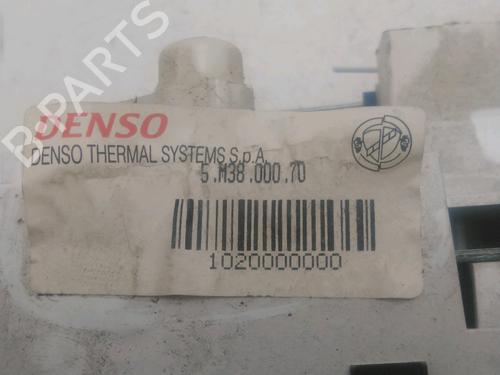 B-PARTS
DENSO
DENSO THERMAL SYSTEMS S.p.A.
5.M38.000.70
1020000000